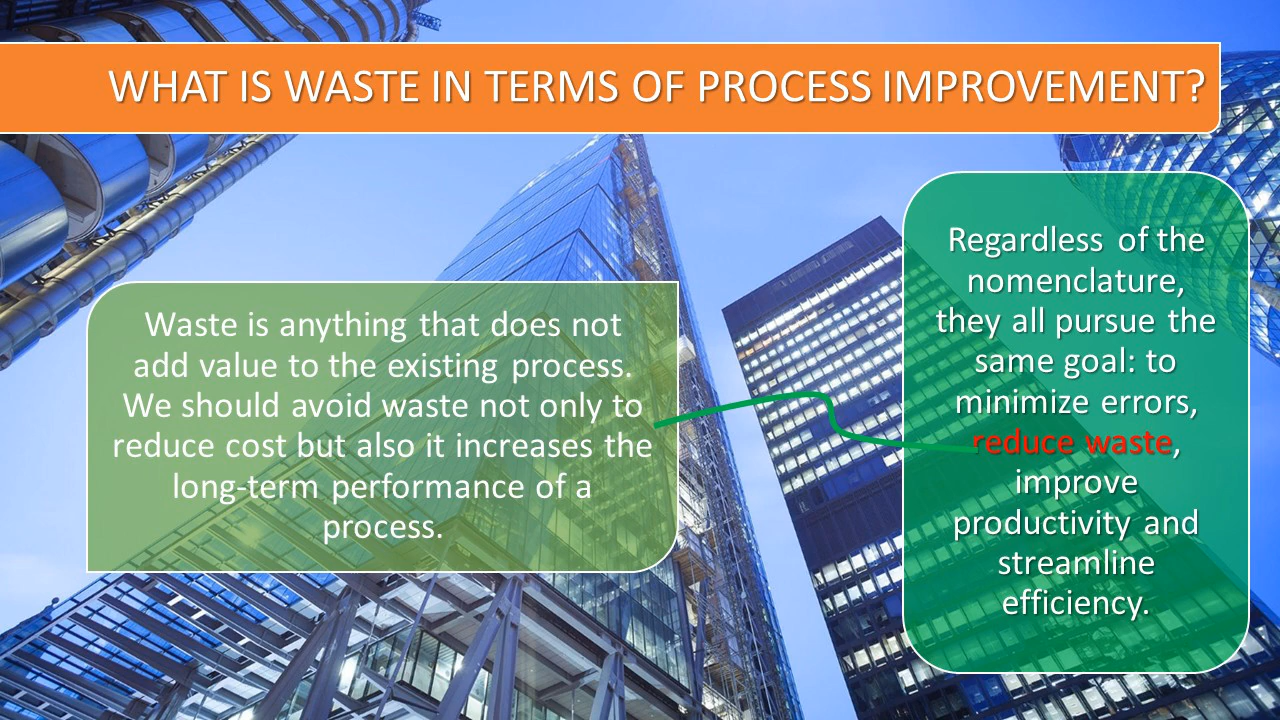 WHAT IS WASTE IN TERMS OF PROCESS IMPROVEMENT?
Waste is anything that does not
add value to the existing process.
We should avoid waste not only to
reduce cost but also it increases the
long-term performance of a
process.
Regardless of the
nomenclature,
they all pursue the
same goal: to
minimize errors,
reduce waste,
improve
productivity and
streamline
efficiency.